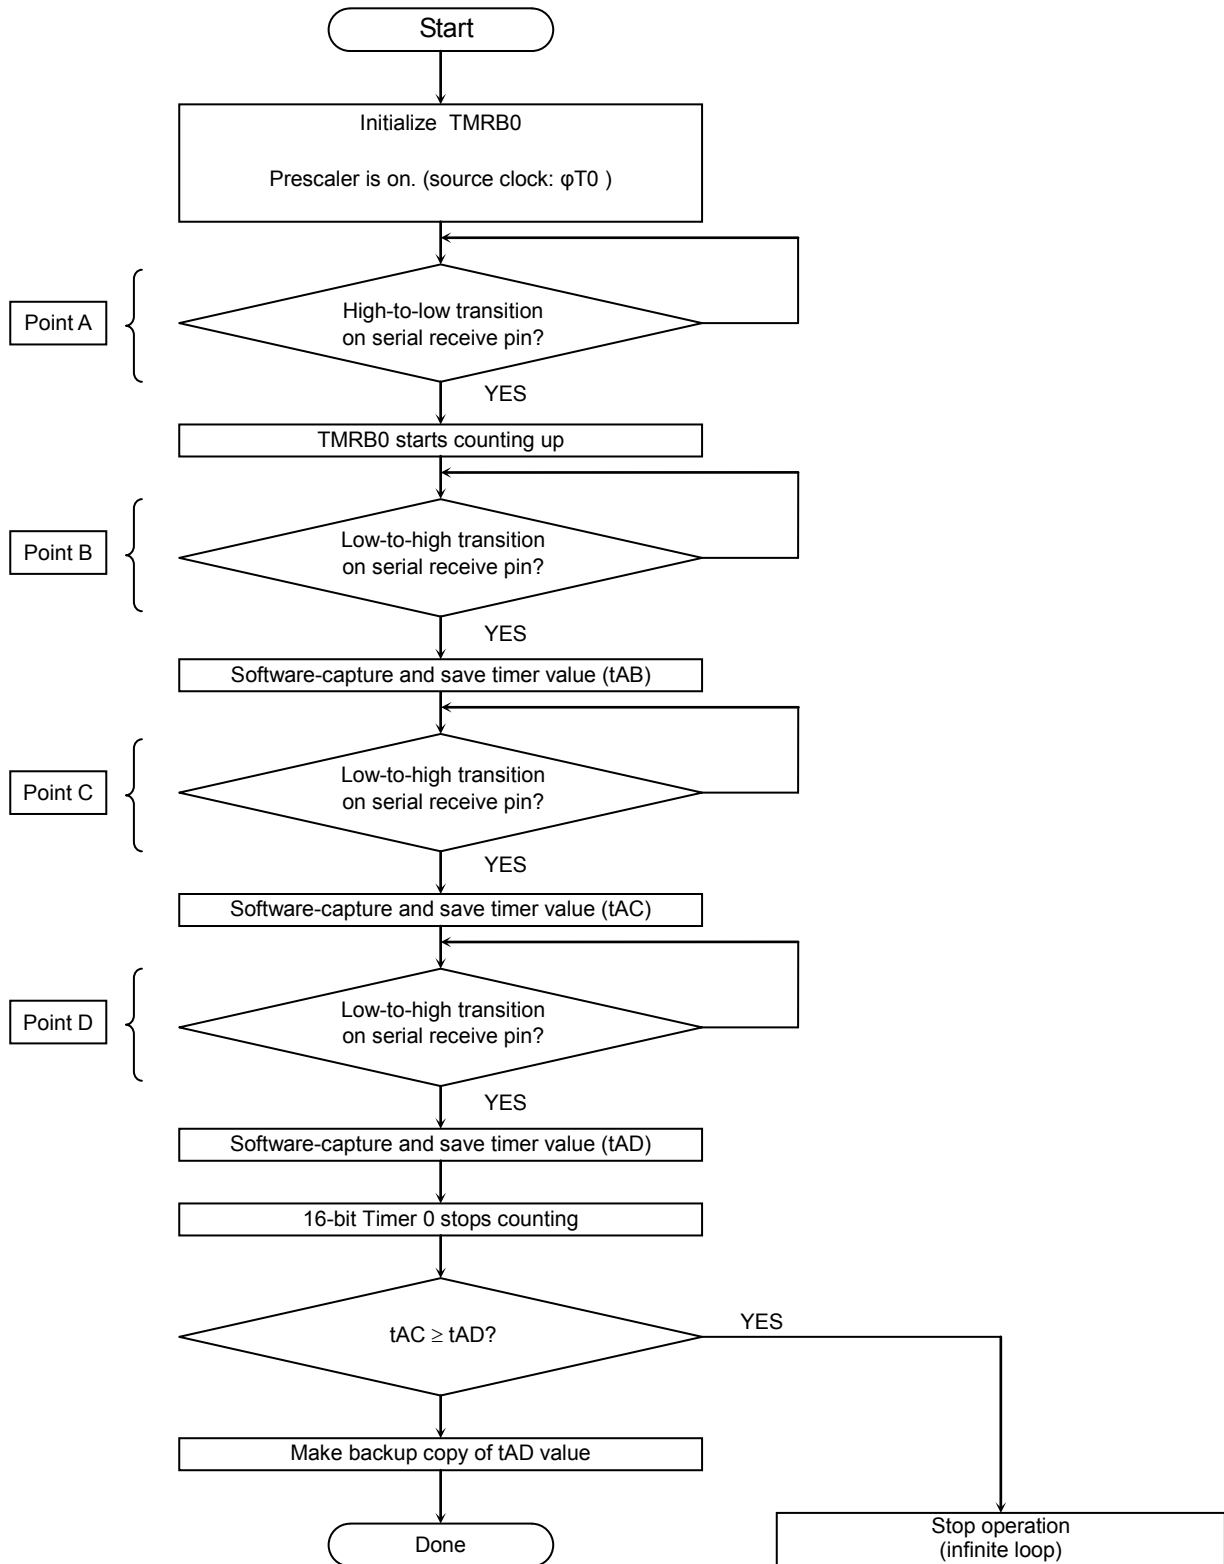 Start
Initialize TMRB0
Prescaler is on. (source clock: φT0 )
Point A
High-to-low transition
on serial receive pin?
YES
TMRB0 starts counting up
Point B
Low-to-high transition
on serial receive pin?
YES
Software-capture and save timer value (tAB)
Point C
Low-to-high transition
on serial receive pin?
YES
Software-capture and save timer value (tAC)
Point D
Low-to-high transition
on serial receive pin?
YES
Software-capture and save timer value (tAD)
16-bit Timer 0 stops counting
tAC ≥ tAD?
YES
Make backup copy of tAD value
Done
Stop operation
(infinite loop)